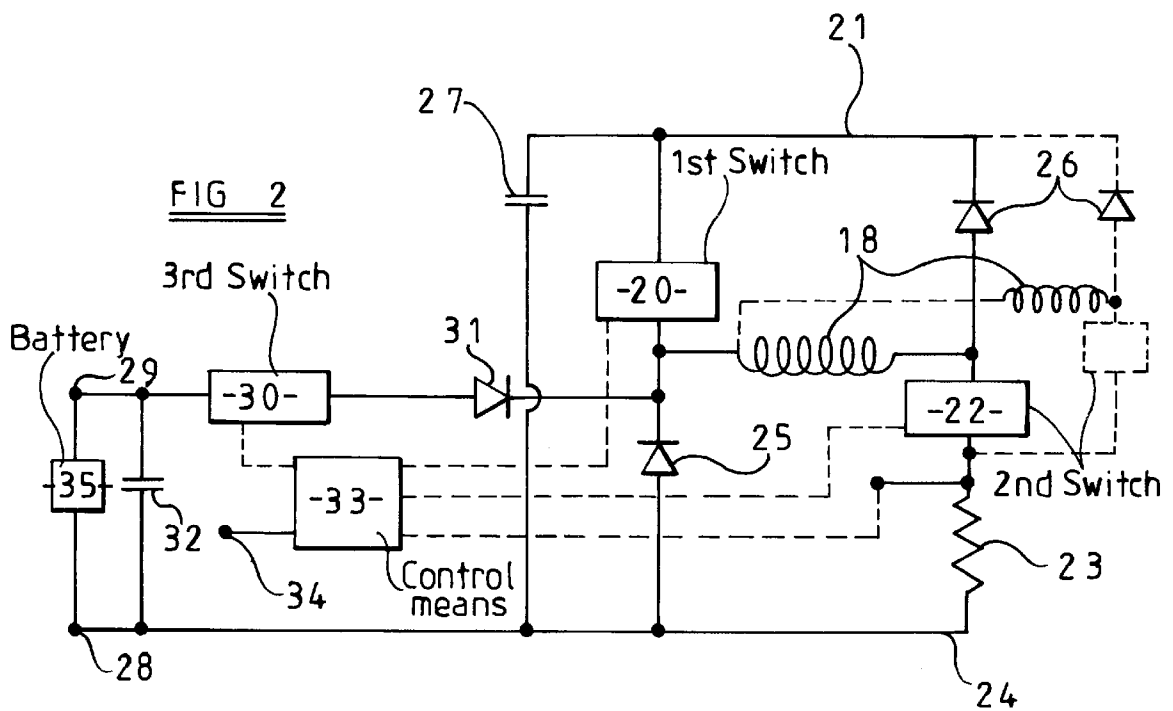 21
27
1st Switch
26
FIG 2
18
3rd Switch
-20-
31
Battery
29
-30-
-22-
25
-35-
-33-
2nd Switch
32
23
34
Control
means
28
24